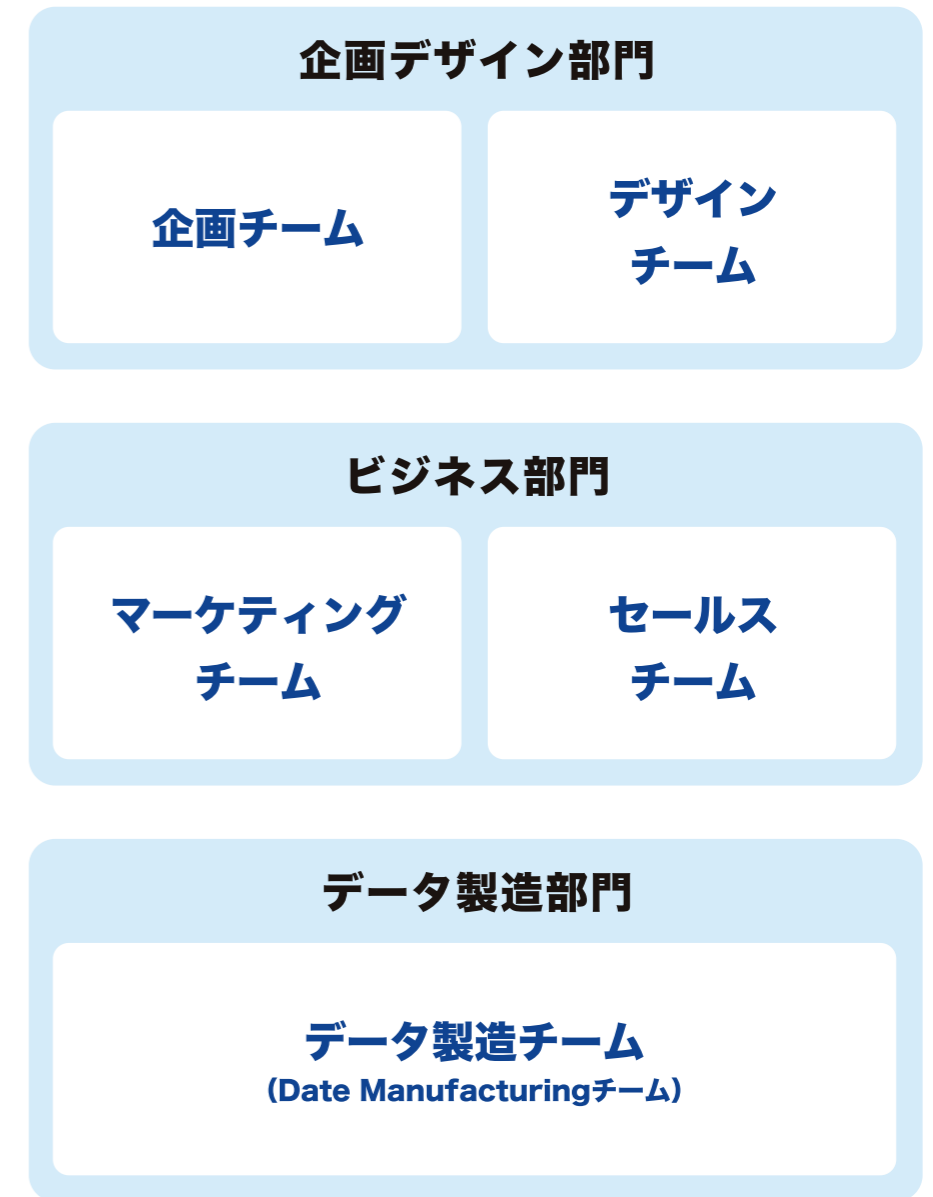 企画デザイン部門
企画チーム
デザイン
チーム
ビジネス部門
マーケティング
チーム
セールス
チーム
データ製造部門
データ製造チーム
（Date Manufacturingチーム）